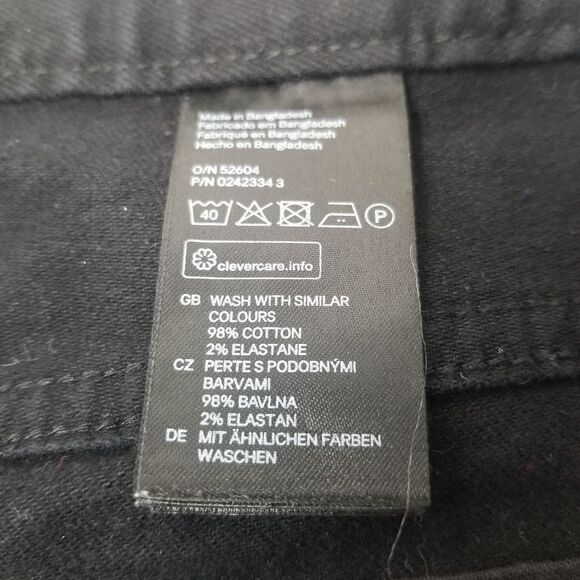 Made in Bangladesh
Fabricado em Bangladesh
Fabriqué en Bangladesh
Hecho en Bangladesh
O/N 52604
P/N 0242334 3
40 P
clevercare.info
GB WASH WITH SIMILAR
COLOURS
98% COTTON
2% ELASTANE
CZ PERTE S PODOBNÝMI
BARVAMI
98% BAVLNA
2% ELASTAN
DE MIT ÄHNLICHEN FARBEN
WASCHEN